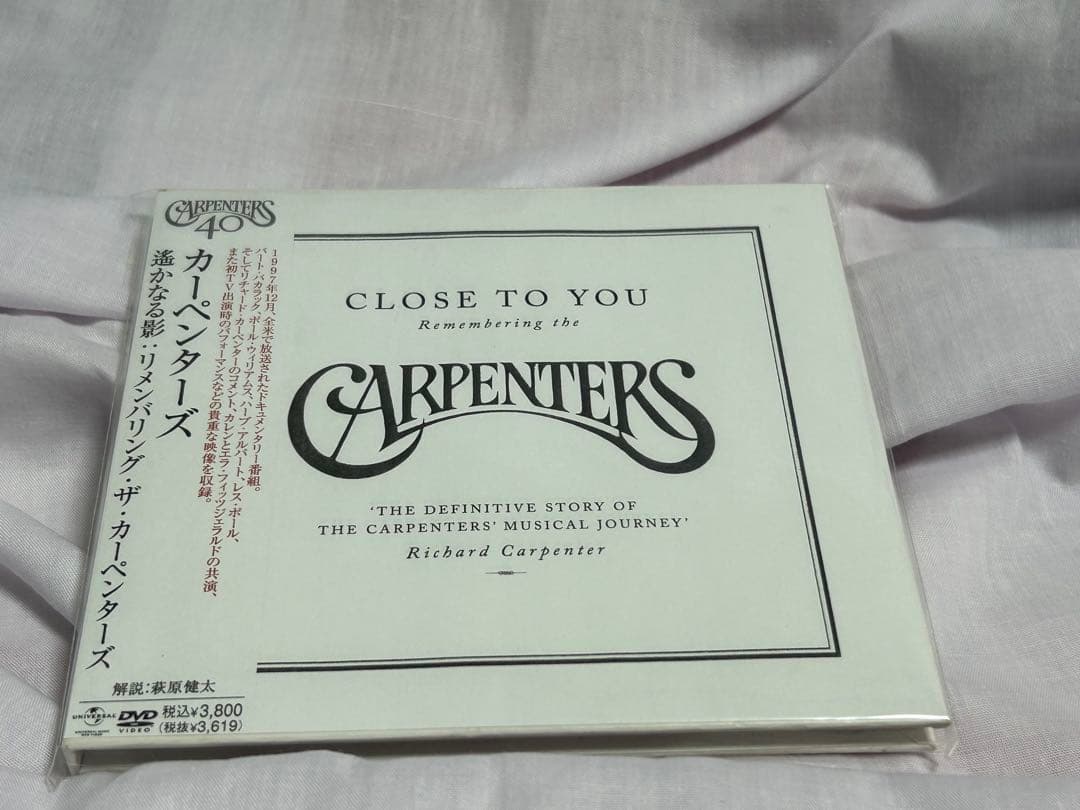 CARPENTERS
40
カーペンターズ
遙かなる影:リメンバリング・ザ・カーペンターズ
1997年12月、全米で放送されたドキュメンタリー番組。
バート・バカラック、ポール・ウィリアムス、ハーブ・アルバート、レス・ポール、
そしてリチャード・カーペンターのコメント、カレンとエラ・フィッツジェラルドの共演、
また初TV出演時のパフォーマンスなどの貴重な映像を収録。
解説:萩原健太
UNIVERSAL
DVD
VIDEO
税込¥3,800
(税抜¥3,619)
CLOSE TO YOU
Remembering the
CARPENTERS
‘THE DEFINITIVE STORY OF
THE CARPENTERS’ MUSICAL JOURNEY’
Richard Carpenter